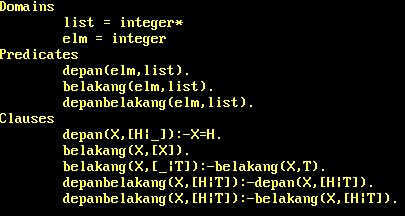 Domains
list = integer*
elm = integer
Predicates
depan(elm,list).
belakang(elm,list).
depanbelakang(elm,list).
Clauses
depan(X,[H|_]):-X=H.
belakang(X,[X]).
belakang(X,[_|T]):-belakang(X,T).
depanbelakang(X,[H|T]):-depan(X,[H|T]).
depanbelakang(X,[H|T]):-belakang(X,[H|T]).